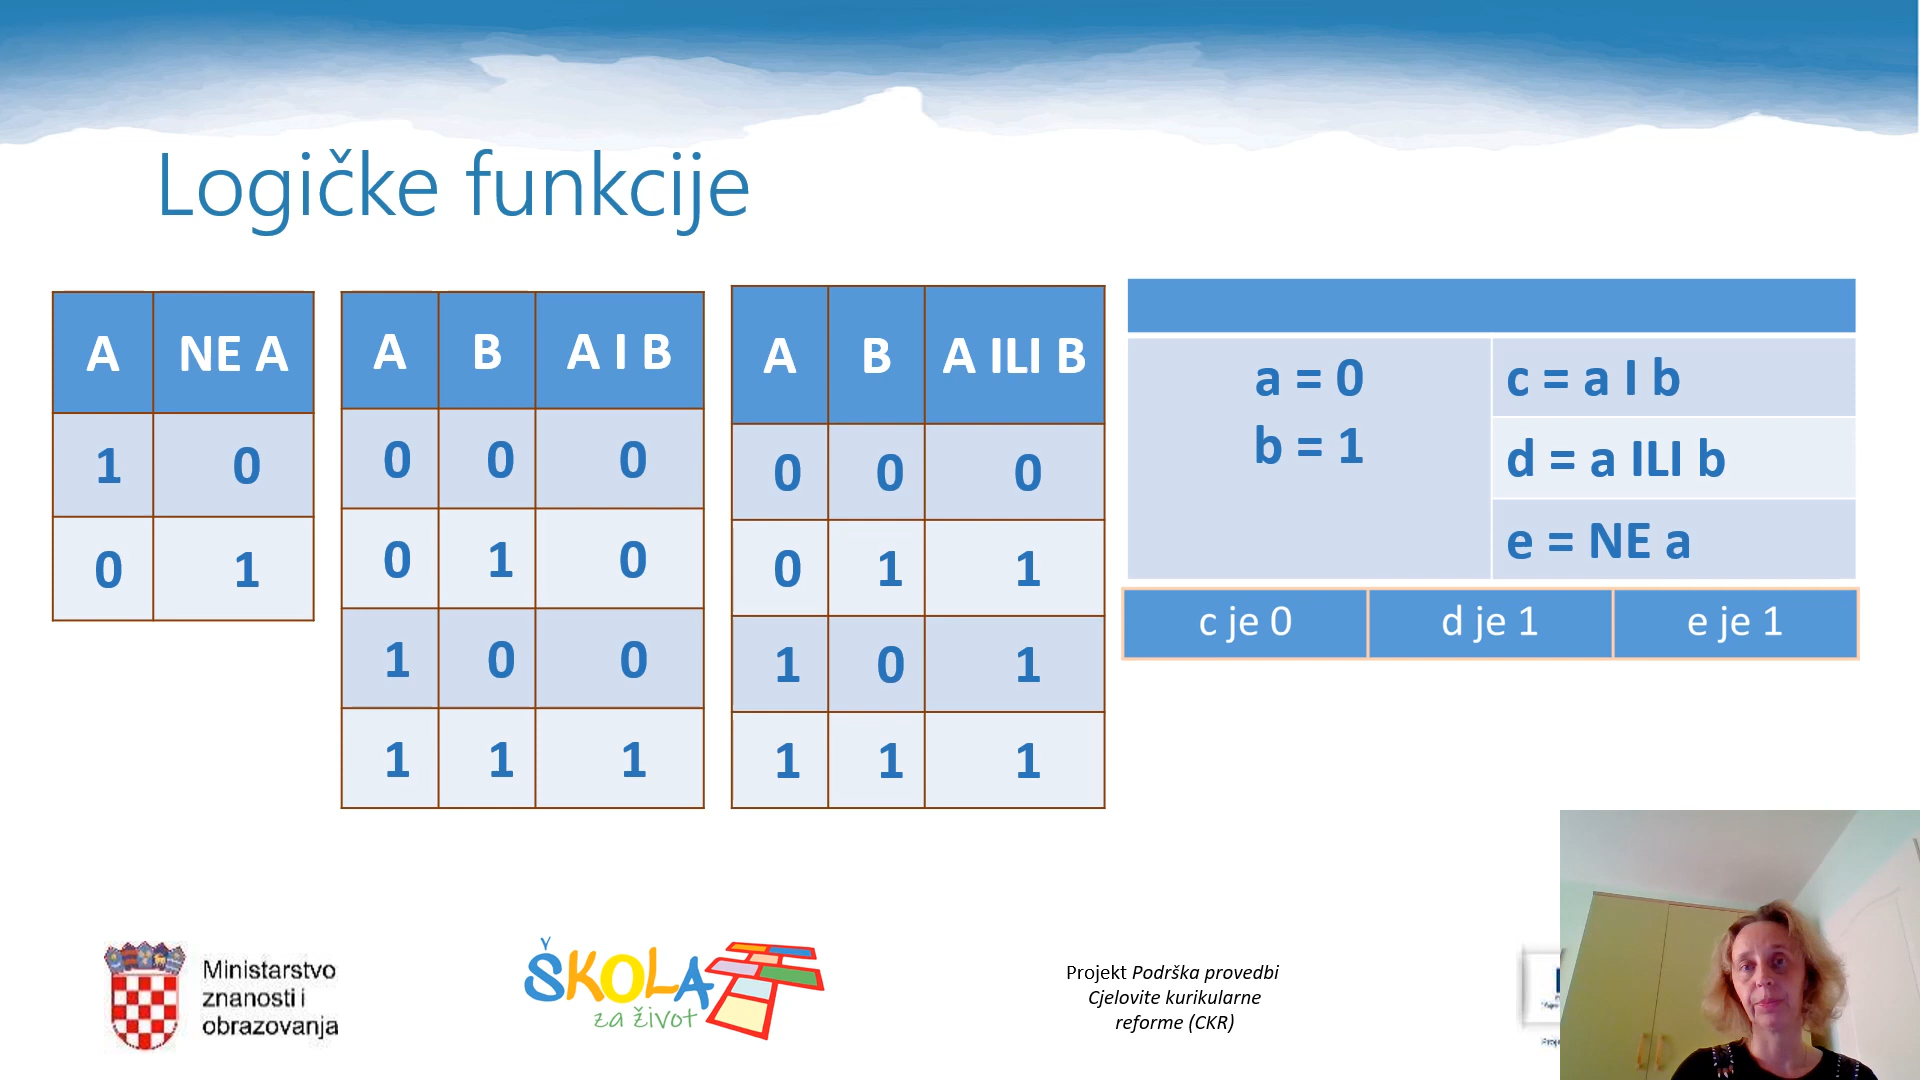 Logičke funkcije
A NE A
1 0
0 1
A B A I B
0 0 0
0 1 0
1 0 0
1 1 1
A B A ILI B
0 0 0
0 1 1
1 0 1
1 1 1
a = 0
b = 1
c = a I b
d = a ILI b
e = NE a
c je 0 d je 1 e je 1
Ministarstvo
znanosti i
obrazovanja
ŠKOLA
za život
Projekt Podrška provedbi
Cjelovite kurikularne
reforme (CKR)